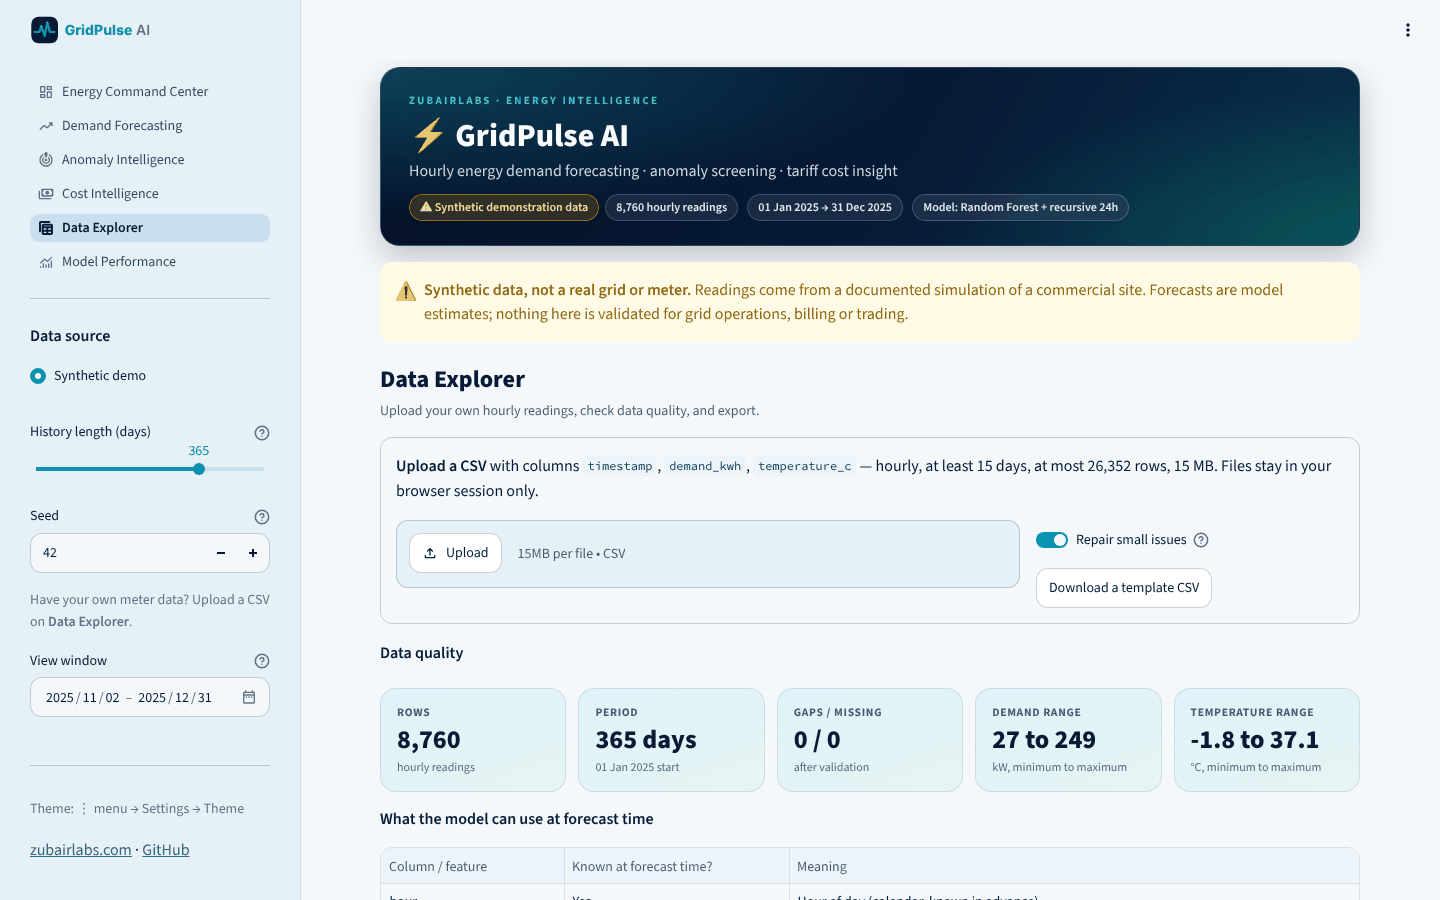 GridPulse AI
Energy Command Center
Demand Forecasting
Anomaly Intelligence
Cost Intelligence
Data Explorer
Model Performance
Data source
Synthetic demo
History length (days)
365
Seed
42
Have your own meter data? Upload a CSV
on Data Explorer.
View window
2025/11/02 – 2025/12/31
Theme: ⋮ menu → Settings → Theme
zubairlabs.com · GitHub
ZUBAIRLABS · ENERGY INTELLIGENCE
⚡ GridPulse AI
Hourly energy demand forecasting · anomaly screening · tariff cost insight
⚠ Synthetic demonstration data
8,760 hourly readings
01 Jan 2025 → 31 Dec 2025
Model: Random Forest + recursive 24h
Synthetic data, not a real grid or meter. Readings come from a documented simulation of a commercial site. Forecasts are model
estimates; nothing here is validated for grid operations, billing or trading.
Data Explorer
Upload your own hourly readings, check data quality, and export.
Upload a CSV with columns timestamp , demand_kwh , temperature_c — hourly, at least 15 days, at most 26,352 rows, 15 MB. Files stay in your
browser session only.
Upload
15MB per file • CSV
Repair small issues
Download a template CSV
Data quality
ROWS
8,760
hourly readings
PERIOD
365 days
01 Jan 2025 start
GAPS / MISSING
0 / 0
after validation
DEMAND RANGE
27 to 249
kW, minimum to maximum
TEMPERATURE RANGE
-1.8 to 37.1
°C, minimum to maximum
What the model can use at forecast time
Column / feature
Known at forecast time?
Meaning
hour
Yes
Hour of day (calendar, known in advance)